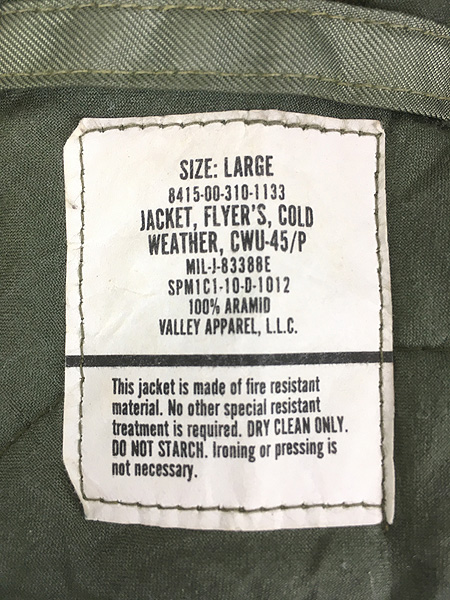 SIZE: LARGE
8415-00-310-1133
JACKET, FLYER'S, COLD
WEATHER, CWU-45/P
MIL-J-83388E
SPM1C1-10-D-1012
100% ARAMID
VALLEY APPAREL, L.L.C.
This jacket is made of fire resistant
material. No other special resistant
treatment is required. DRY CLEAN ONLY.
DO NOT STARCH. Ironing or pressing is
not necessary.